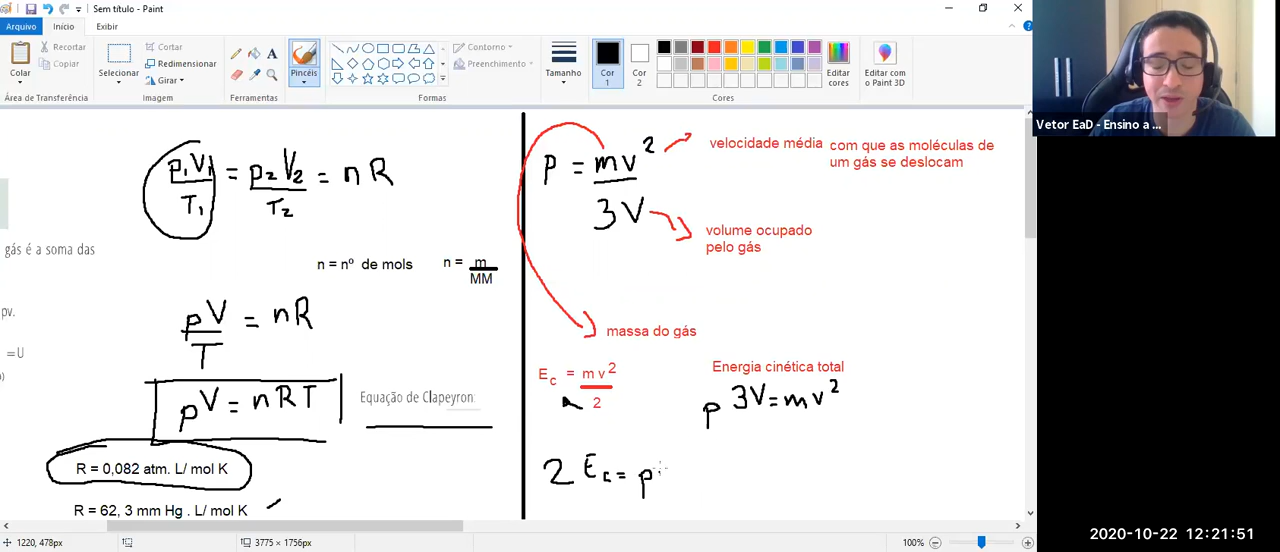 Sem título - Paint
Arquivo Início Exibir
Colar
Recortar
Copiar
Área de Transferência
Selecionar
Cortar
Redimensionar
Girar
Imagem
Ferramentas
Pincéis
Contorno
Preenchimento
Formas
Tamanho
Cor 1
Cor 2
Cores
Editar cores
Editar com o Paint 3D
Vetor EaD - Ensino a ...
p₁V₁/T₁ = p₂V₂/T₂ = nR
gás é a soma das
n = nº de mols n = m/MM
pv.
= U
pV/T = nR
pV = nRT
Equação de Clapeyron:
R = 0,082 atm. L/ mol K
R = 62, 3 mm Hg . L/ mol K
p = mv²/3V
velocidade média com que as moléculas de
um gás se deslocam
volume ocupado
pelo gás
massa do gás
Energia cinética total
Ec = m v²/2
p 3V = mv²
2 Ec = p
1220, 478px
3775 × 1756px
100%
2020-10-22 12:21:51